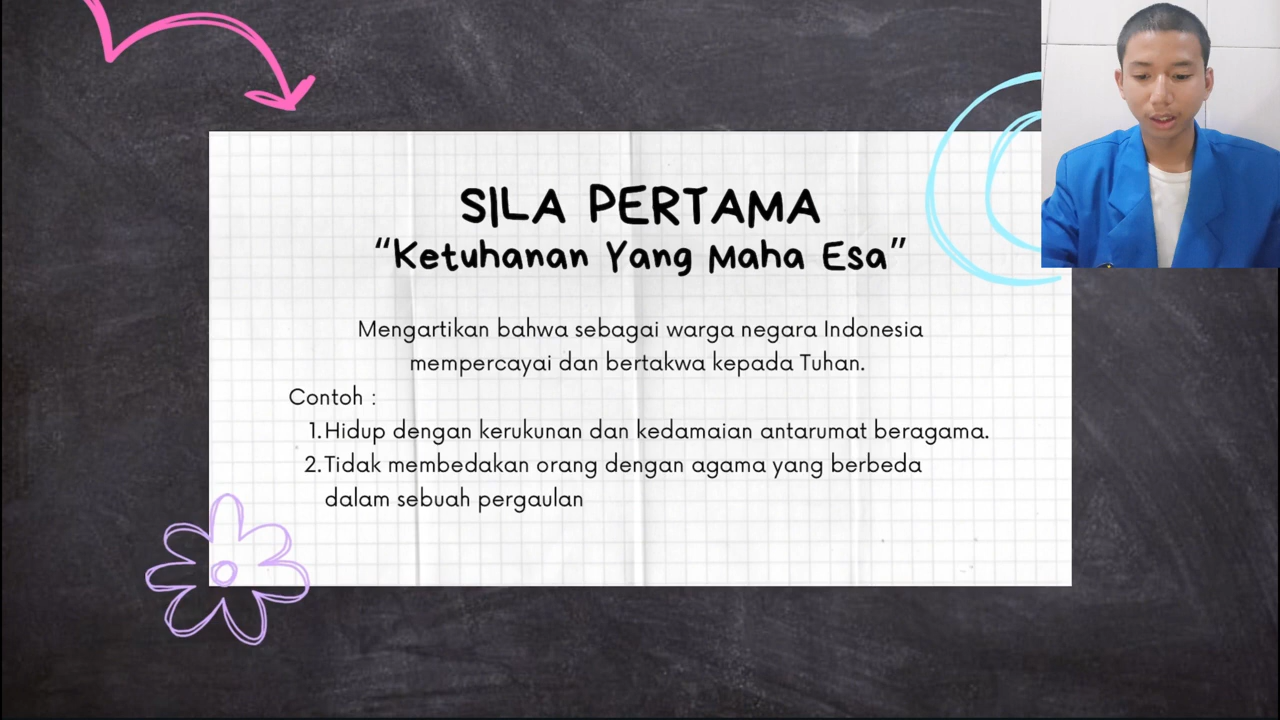 SILA PERTAMA
“Ketuhanan Yang Maha Esa”
Mengartikan bahwa sebagai warga negara Indonesia
mempercayai dan bertakwa kepada Tuhan.
Contoh :
1. Hidup dengan kerukunan dan kedamaian antarumat beragama.
2. Tidak membedakan orang dengan agama yang berbeda
dalam sebuah pergaulan